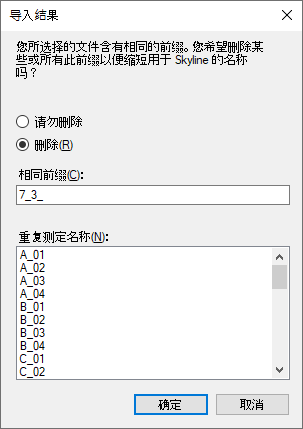 导入结果
您所选择的文件含有相同的前缀。您希望删除某
些或所有此前缀以便缩短用于 Skyline 的名称
吗？
请勿删除
删除(R)
相同前缀(C):
7_3_
重复测定名称(N):
A_01
A_02
A_03
A_04
B_01
B_02
B_03
B_04
C_01
C_02
确定
取消